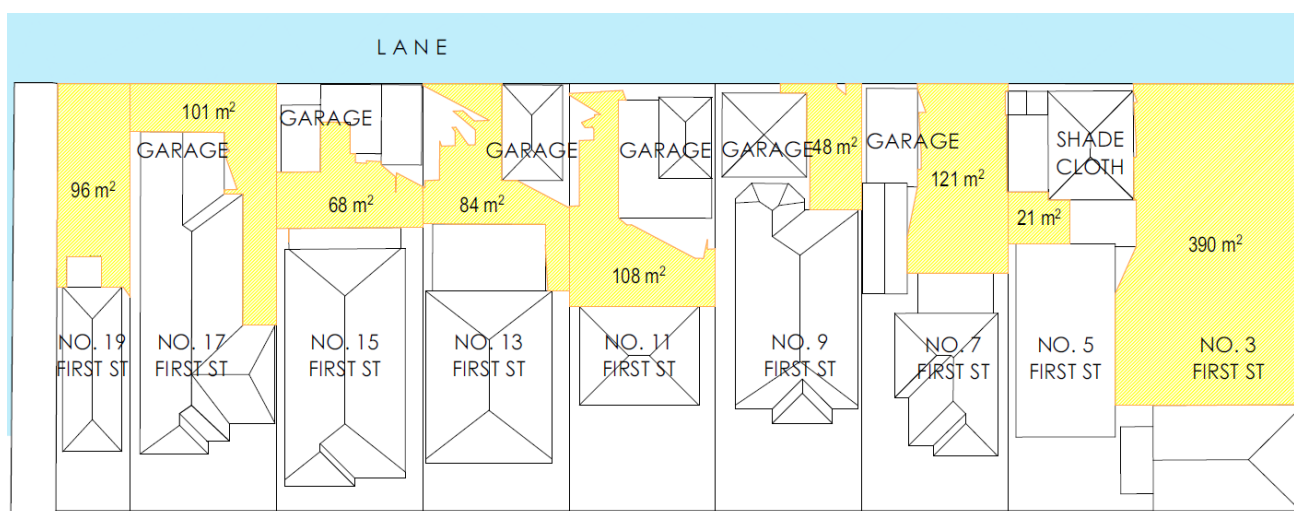 LANE
101 m²
GARAGE
GARAGE
GARAGE
GARAGE
GARAGE
48 m²
GARAGE
SHADE
CLOTH
GARAGE
96 m²
68 m²
84 m²
121 m²
21 m²
390 m²
108 m²
NO. 19
FIRST ST
NO. 17
FIRST ST
NO. 15
FIRST ST
NO. 13
FIRST ST
NO. 11
FIRST ST
NO. 9
FIRST ST
NO. 7
FIRST ST
NO. 5
FIRST ST
NO. 3
FIRST ST